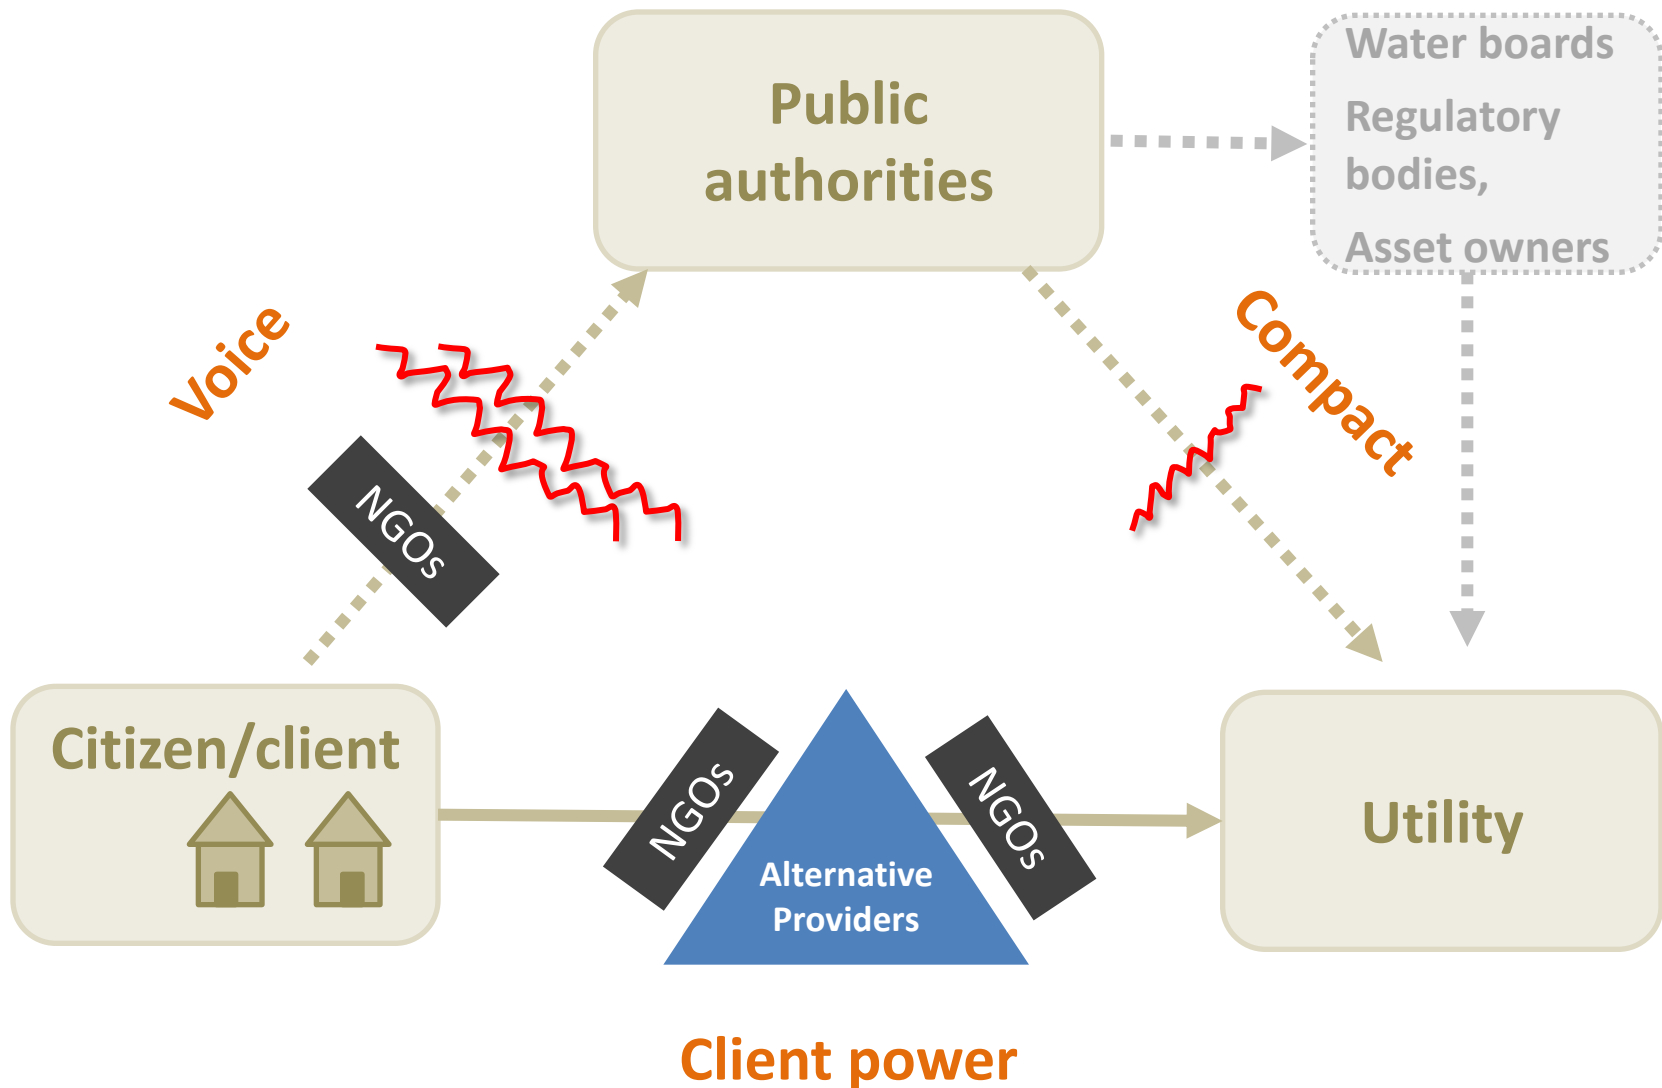 Public
authorities
Water boards
Regulatory
bodies,
Asset owners
Voice
Compact
NGOs
Citizen/client
NGOs
Alternative
Providers
NGOs
Utility
Client power